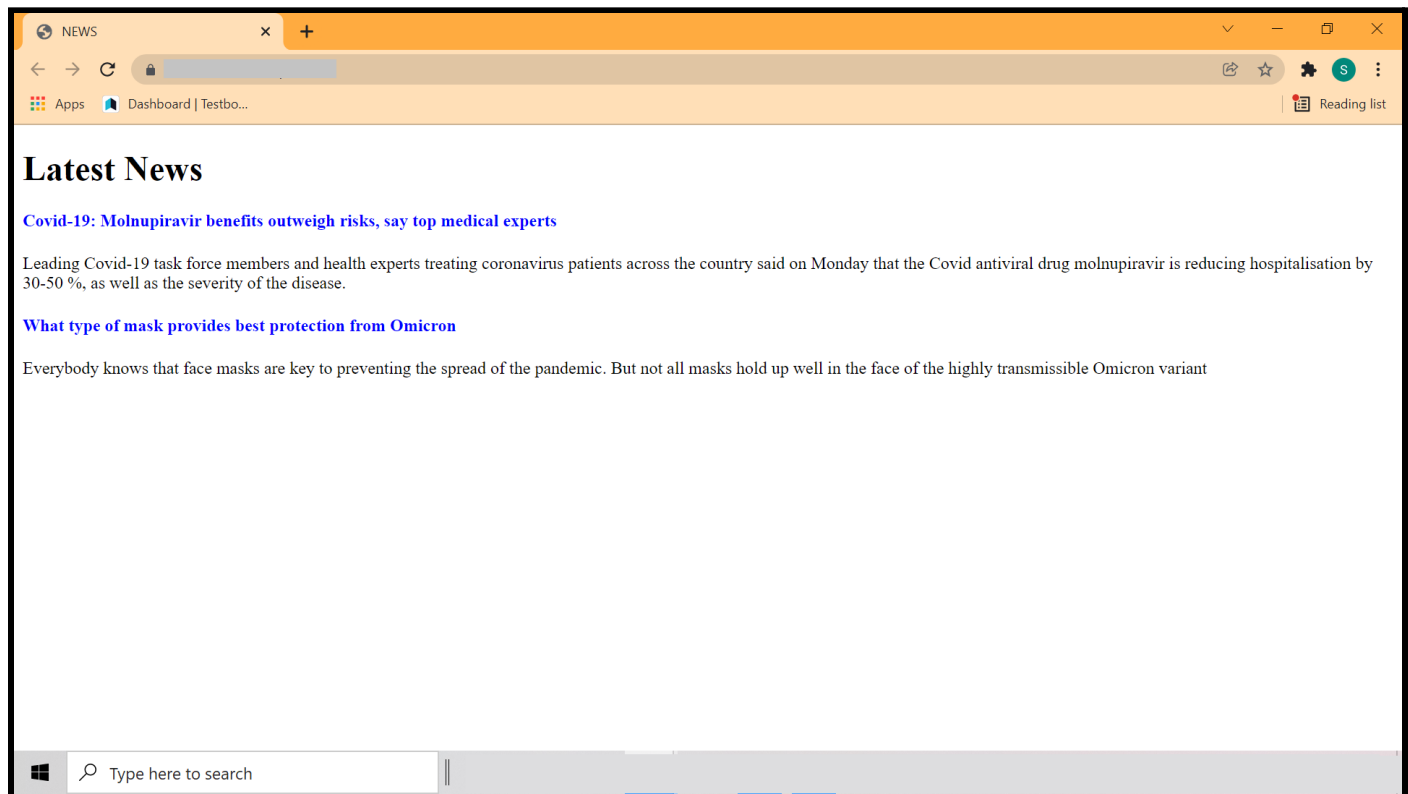 NEWS
Apps
Dashboard | Testbo...
Reading list
S
Latest News
Covid-19: Molnupiravir benefits outweigh risks, say top medical experts
Leading Covid-19 task force members and health experts treating coronavirus patients across the country said on Monday that the Covid antiviral drug molnupiravir is reducing hospitalisation by
30-50 %, as well as the severity of the disease.
What type of mask provides best protection from Omicron
Everybody knows that face masks are key to preventing the spread of the pandemic. But not all masks hold up well in the face of the highly transmissible Omicron variant
Type here to search